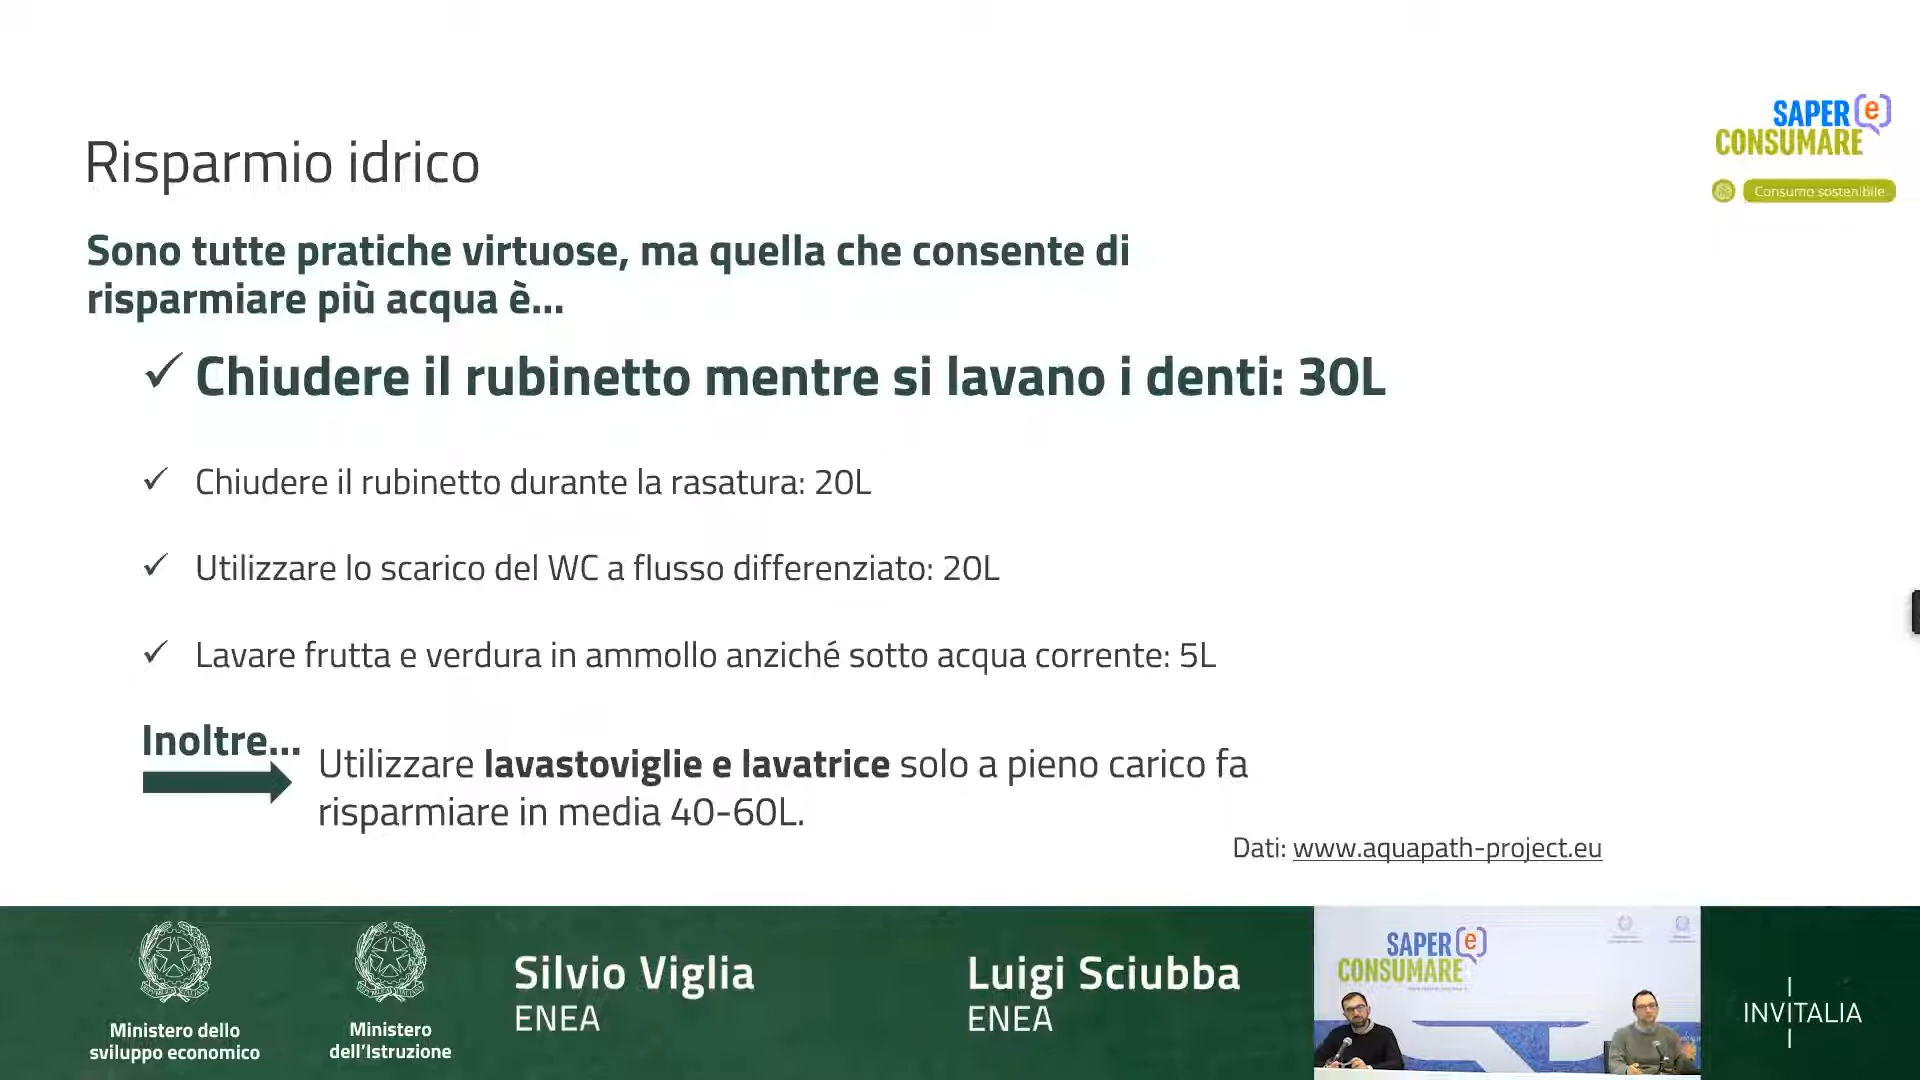 SAPER(e)
CONSUMARE
Consumo sostenibile
Risparmio idrico
Sono tutte pratiche virtuose, ma quella che consente di
risparmiare più acqua è...
✓ Chiudere il rubinetto mentre si lavano i denti: 30L
✓ Chiudere il rubinetto durante la rasatura: 20L
✓ Utilizzare lo scarico del WC a flusso differenziato: 20L
✓ Lavare frutta e verdura in ammollo anziché sotto acqua corrente: 5L
Inoltre...
Utilizzare lavastoviglie e lavatrice solo a pieno carico fa
risparmiare in media 40-60L.
Dati: www.aquapath-project.eu
Ministero dello
sviluppo economico
Ministero
dell'Istruzione
Silvio Viglia
ENEA
Luigi Sciubba
ENEA
SAPER(e)
CONSUMARE
INVITALIA